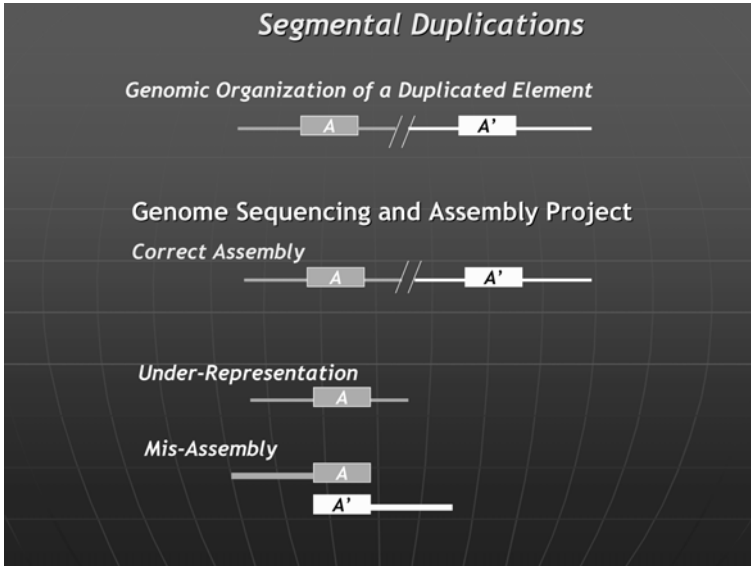 Segmental Duplications
Genomic Organization of a Duplicated Element
A A'
Genome Sequencing and Assembly Project
Correct Assembly
A A'
Under-Representation
A
Mis-Assembly
A
A'